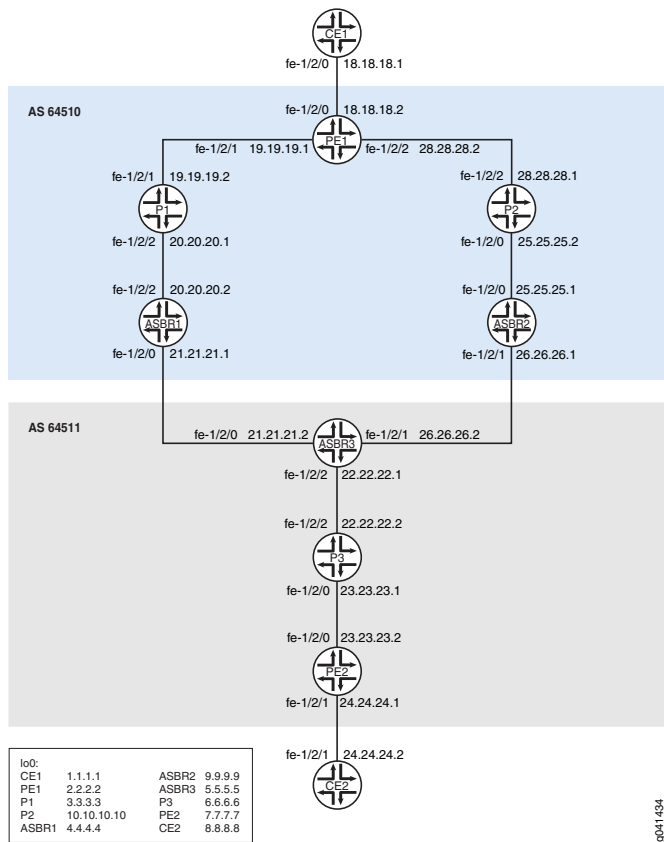 CE1
fe-1/2/0 18.18.18.1
AS 64510
fe-1/2/0 18.18.18.2
PE1
fe-1/2/1 19.19.19.1
fe-1/2/2 28.28.28.2
fe-1/2/1 19.19.19.2
fe-1/2/2 28.28.28.1
P1
P2
fe-1/2/2 20.20.20.1
fe-1/2/0 25.25.25.2
fe-1/2/2 20.20.20.2
fe-1/2/0 25.25.25.1
ASBR1
ASBR2
fe-1/2/0 21.21.21.1
fe-1/2/1 26.26.26.1
AS 64511
fe-1/2/0 21.21.21.2
fe-1/2/1 26.26.26.2
ASBR3
fe-1/2/2 22.22.22.1
fe-1/2/2 22.22.22.2
P3
fe-1/2/0 23.23.23.1
fe-1/2/0 23.23.23.2
PE2
fe-1/2/1 24.24.24.1
fe-1/2/1 24.24.24.2
CE2
lo0:
CE1 1.1.1.1 ASBR2 9.9.9.9
PE1 2.2.2.2 ASBR3 5.5.5.5
P1 3.3.3.3 P3 6.6.6.6
P2 10.10.10.10 PE2 7.7.7.7
ASBR1 4.4.4.4 CE2 8.8.8.8
g041434